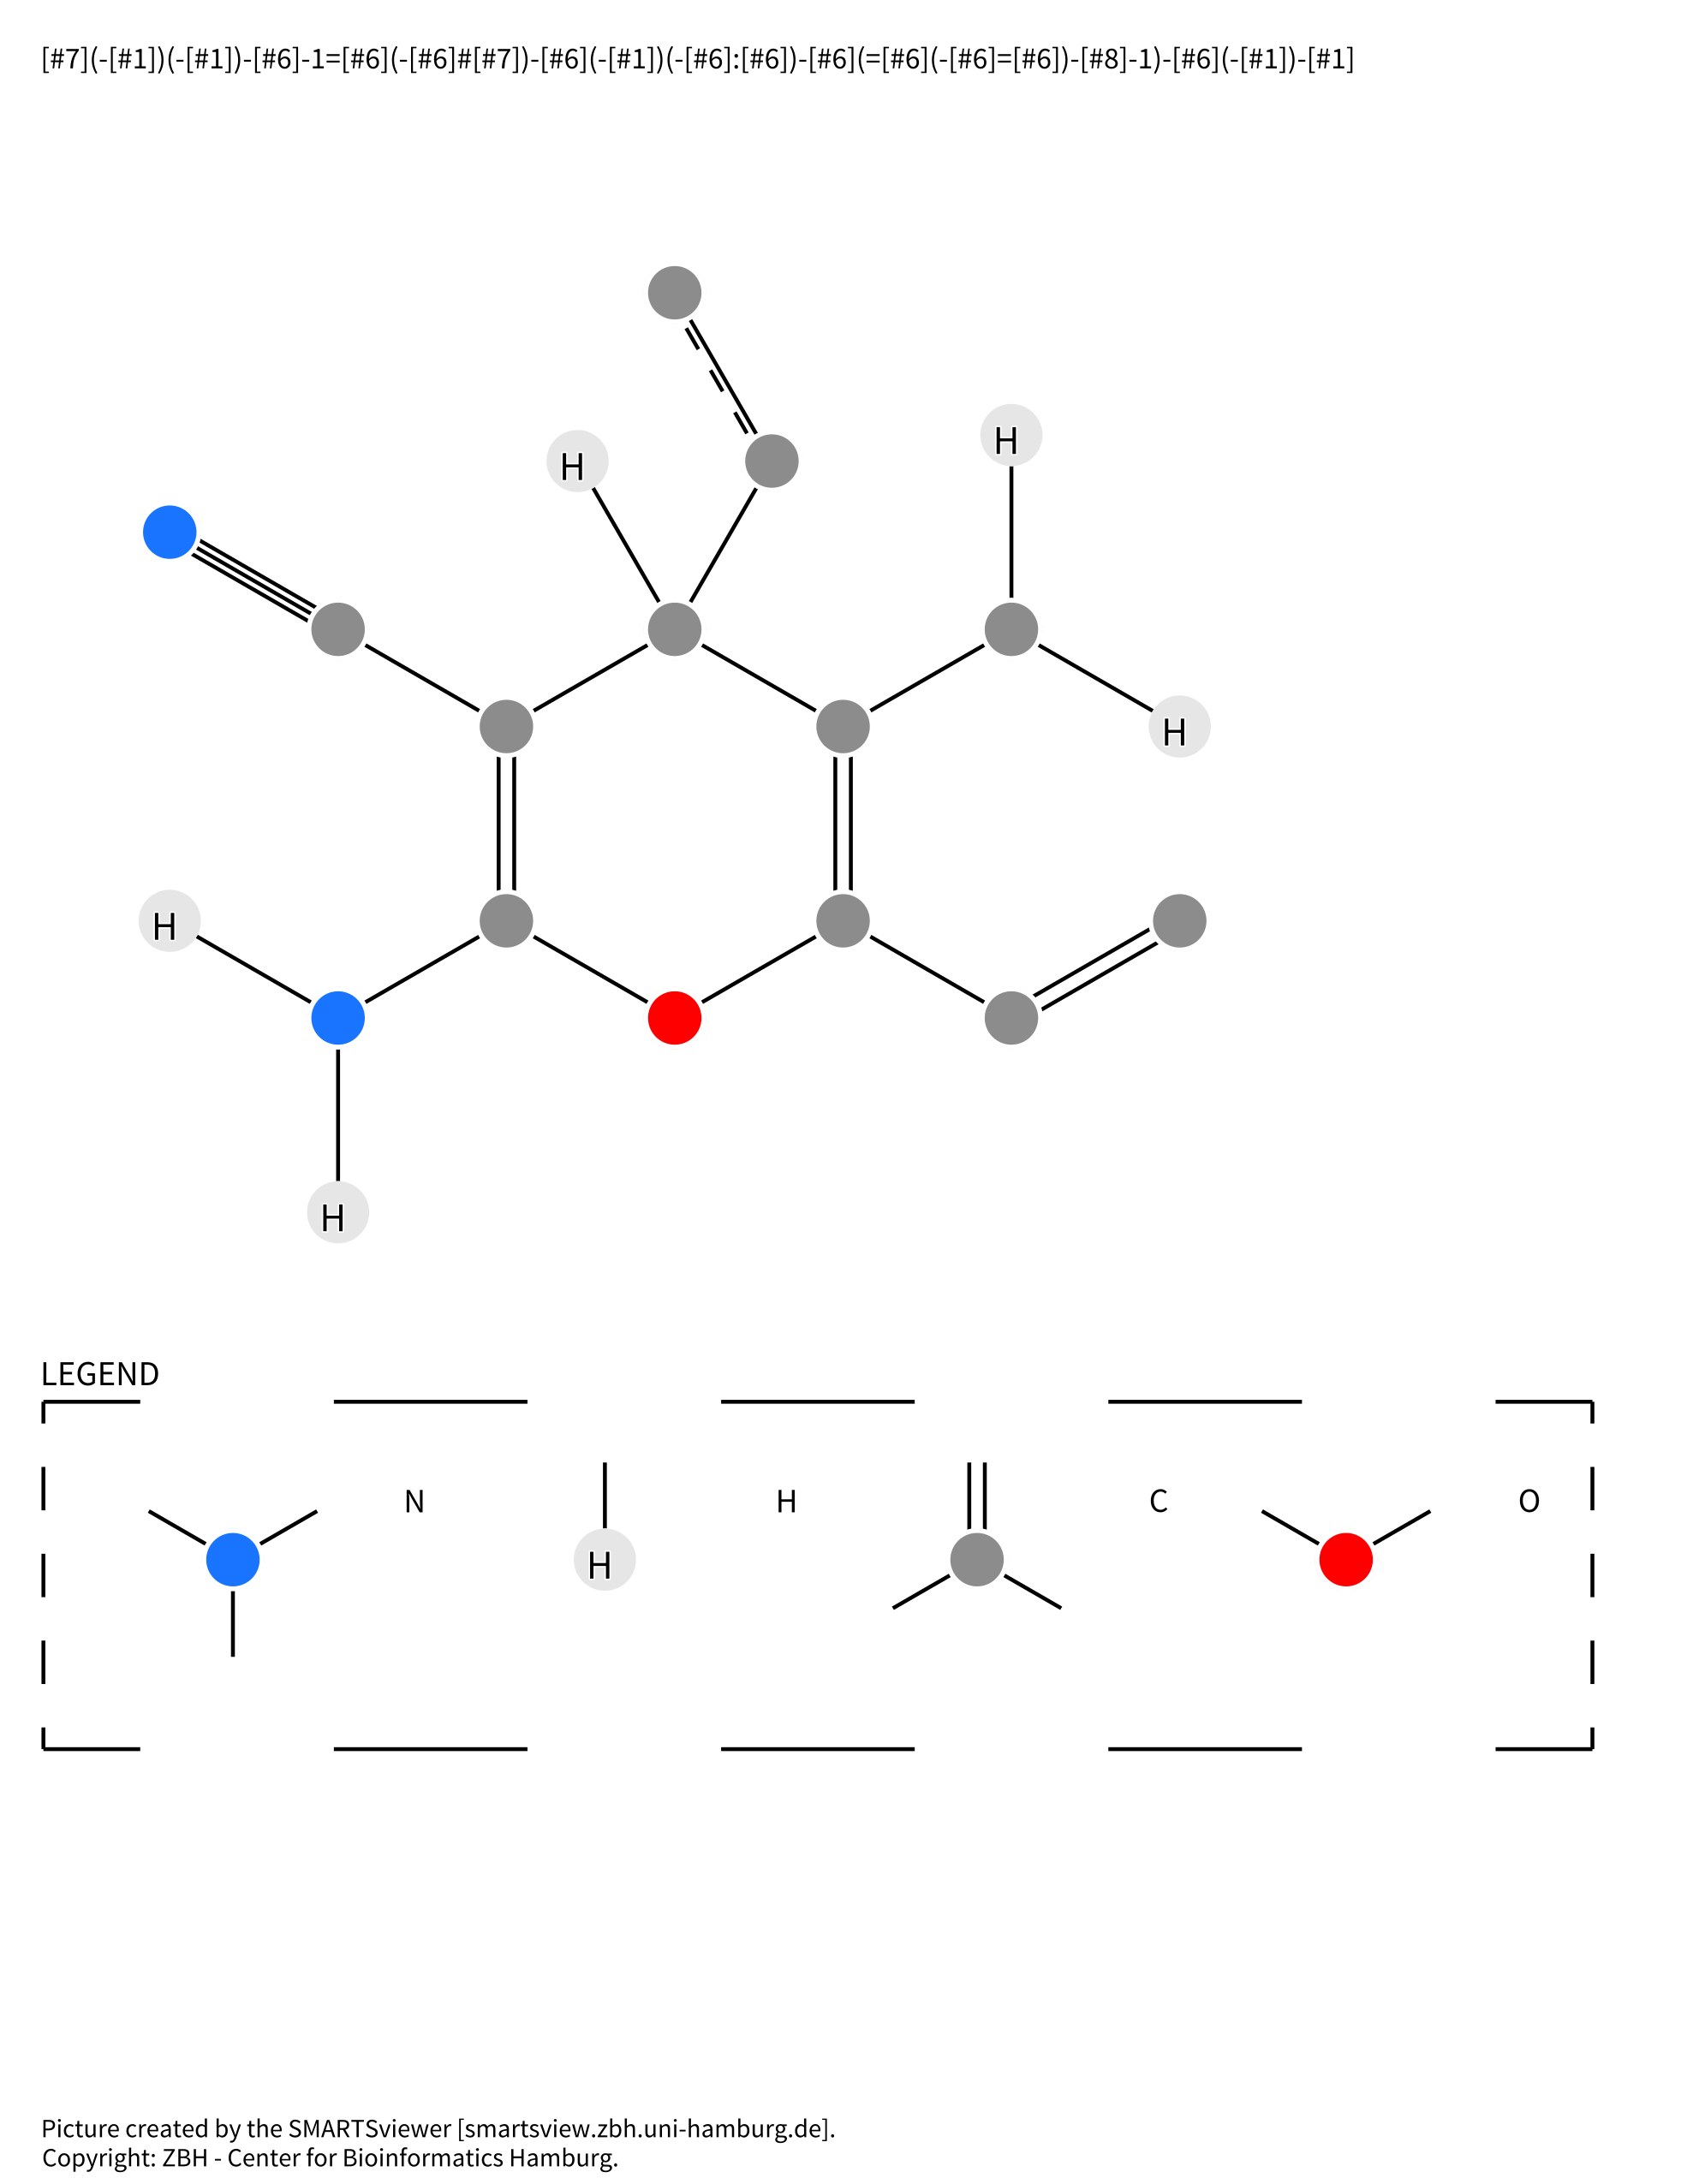 [#7](-[#1])(-[#1])-[#6]-1=[#6](-[#6]#[#7])-[#6](-[#1])(-[#6]:[#6])-[#6](=[#6](-[#6]=[#6])-[#8]-1)-[#6](-[#1])-[#1]
H
H
H
H
H
LEGEND
N H H C O
Picture created by the SMARTSviewer [smartsview.zbh.uni-hamburg.de].
Copyright: ZBH - Center for Bioinformatics Hamburg.